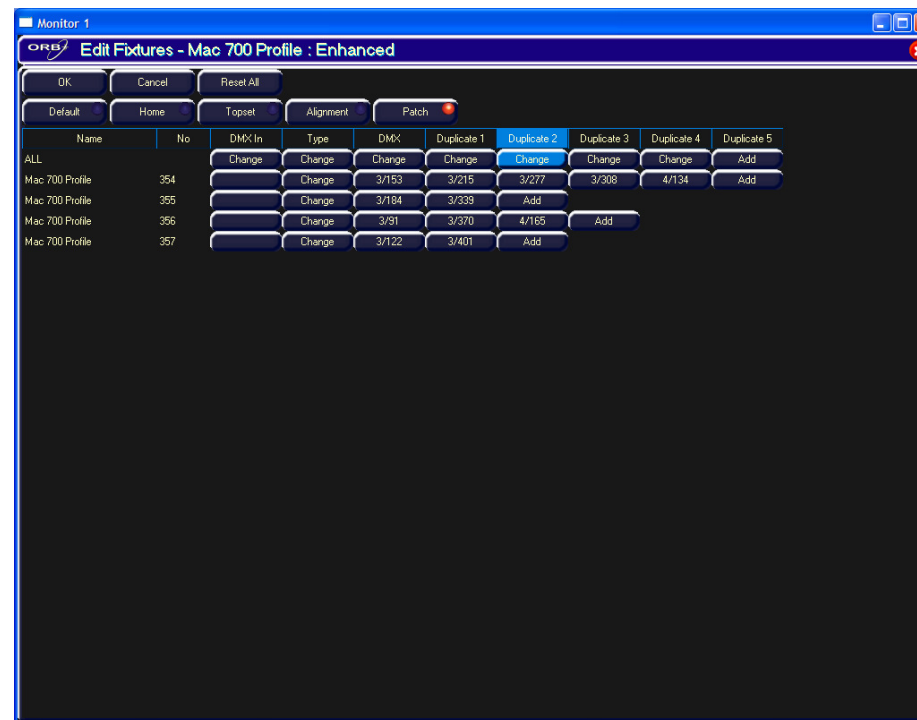 Monitor 1
ORB Edit Fixtures - Mac 700 Profile : Enhanced
OK Cancel Reset All
Default Home Topset Alignment Patch
Name No DMX In Type DMX Duplicate 1 Duplicate 2 Duplicate 3 Duplicate 4 Duplicate 5
ALL Change Change Change Change Change Change Change Add
Mac 700 Profile 354 Change 3/153 3/215 3/277 3/308 4/134 Add
Mac 700 Profile 355 Change 3/184 3/339 Add
Mac 700 Profile 356 Change 3/91 3/370 4/165 Add
Mac 700 Profile 357 Change 3/122 3/401 Add